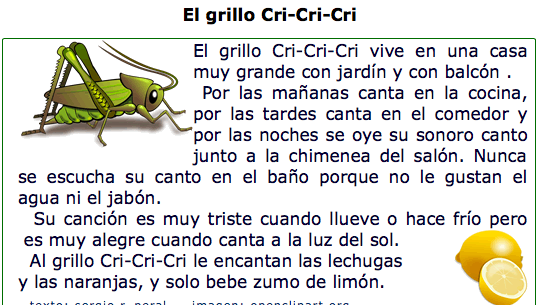 El grillo Cri-Cri-Cri
El grillo Cri-Cri-Cri vive en una casa
muy grande con jardín y con balcón .
Por las mañanas canta en la cocina,
por las tardes canta en el comedor y
por las noches se oye su sonoro canto
junto a la chimenea del salón. Nunca
se escucha su canto en el baño porque no le gustan el
agua ni el jabón.
Su canción es muy triste cuando llueve o hace frío pero
es muy alegre cuando canta a la luz del sol.
Al grillo Cri-Cri-Cri le encantan las lechugas
y las naranjas, y solo bebe zumo de limón.
texto: sergio r. peral imagen: openclipart.org